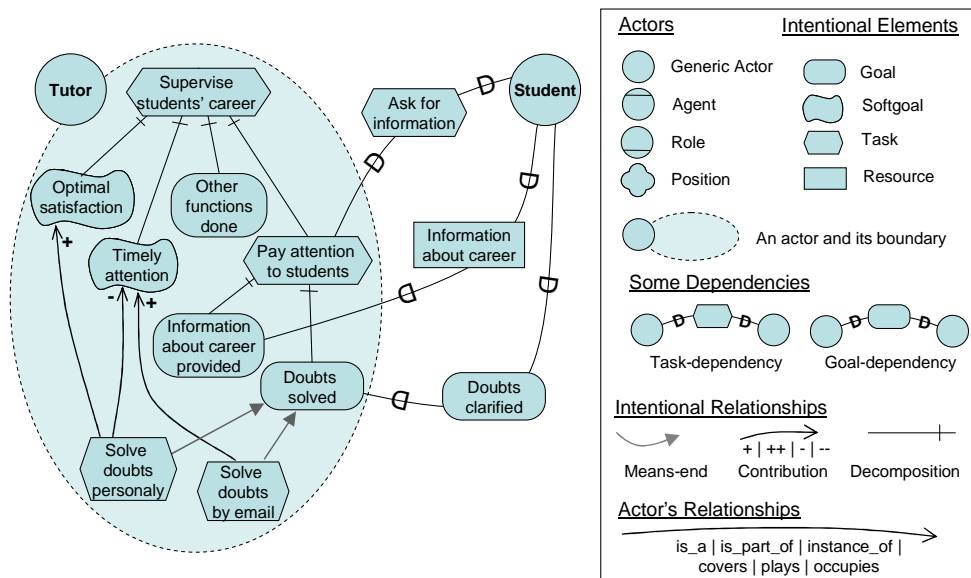 Tutor
Supervise
students' career
Ask for
information
D
Student
D
D
Optimal
satisfaction
Other
functions
done
+
Timely
attention
Pay attention
to students
Information
about career
-
+
D
Information
about career
provided
Doubts
solved
D
Doubts
clarified
Solve
doubts
personaly
Solve
doubts
by email
Actors
Intentional Elements
Generic Actor
Goal
Agent
Softgoal
Role
Task
Position
Resource
An actor and its boundary
Some Dependencies
D
D
D
D
Task-dependency
Goal-dependency
Intentional Relationships
+ | ++ | - | --
Means-end
Contribution
Decomposition
Actor's Relationships
is_a | is_part_of | instance_of |
covers | plays | occupies